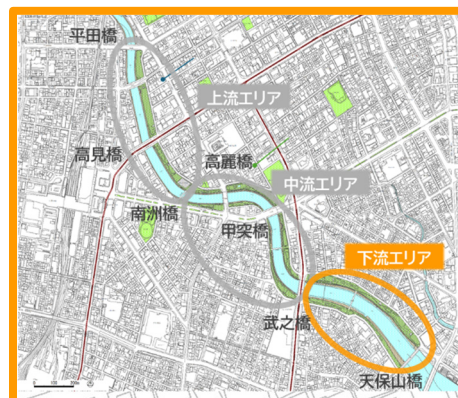 平田橋
上流エリア
高見橋
高麗橋
中流エリア
南洲橋
甲突橋
下流エリア
武之橋
天保山橋